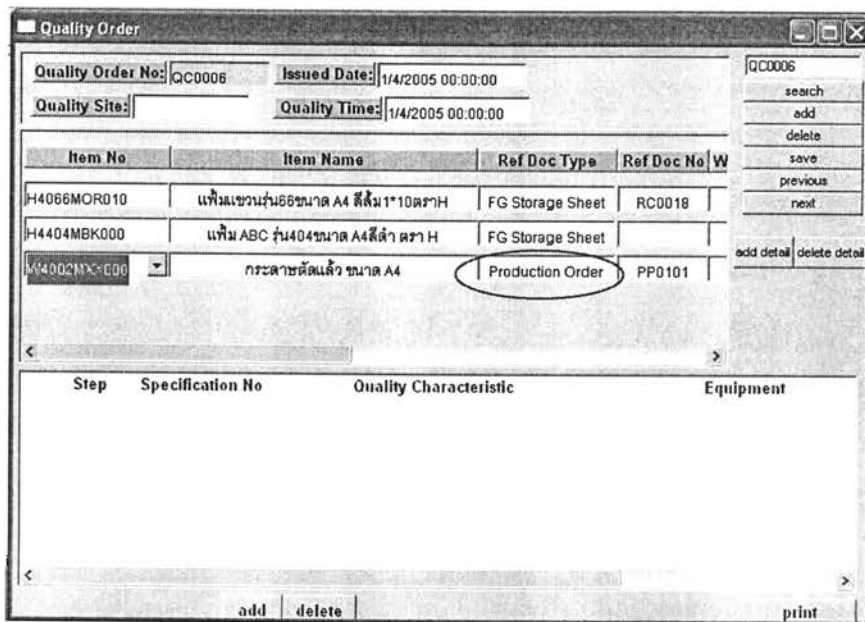 Quality Order
Quality Order No: QC0006 Issued Date: 1/4/2005 00:00:00
QC0006
Quality Site: Quality Time: 1/4/2005 00:00:00
search
add
delete
save
previous
next
add detail delete detail
Item No Item Name Ref Doc Type Ref Doc No W
H4066MOR010 แฟ้มแขวนรุ่น66ขนาด A4 สีส้ม1*10ตราH FG Storage Sheet RC0018
H4404MBK000 แฟ้ม ABC รุ่น404ขนาด A4สีดำ ตรา H FG Storage Sheet
กระดาษตัดแล้ว ขนาด A4 Production Order PP0101
Step Specification No Quality Characteristic Equipment
add delete print